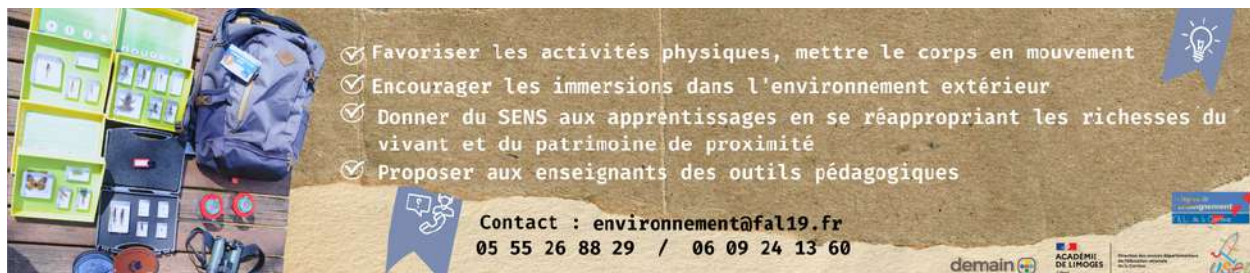 Favoriser les activités physiques, mettre le corps en mouvement
Encourager les immersions dans l'environnement extérieur
Donner du SENS aux apprentissages en se réappropriant les richesses du
vivant et du patrimoine de proximité
Proposer aux enseignants des outils pédagogiques
Contact : environnement@fal19.fr
05 55 26 88 29 / 06 09 24 13 60
demain
ACADÉMIE
DE LIMOGES